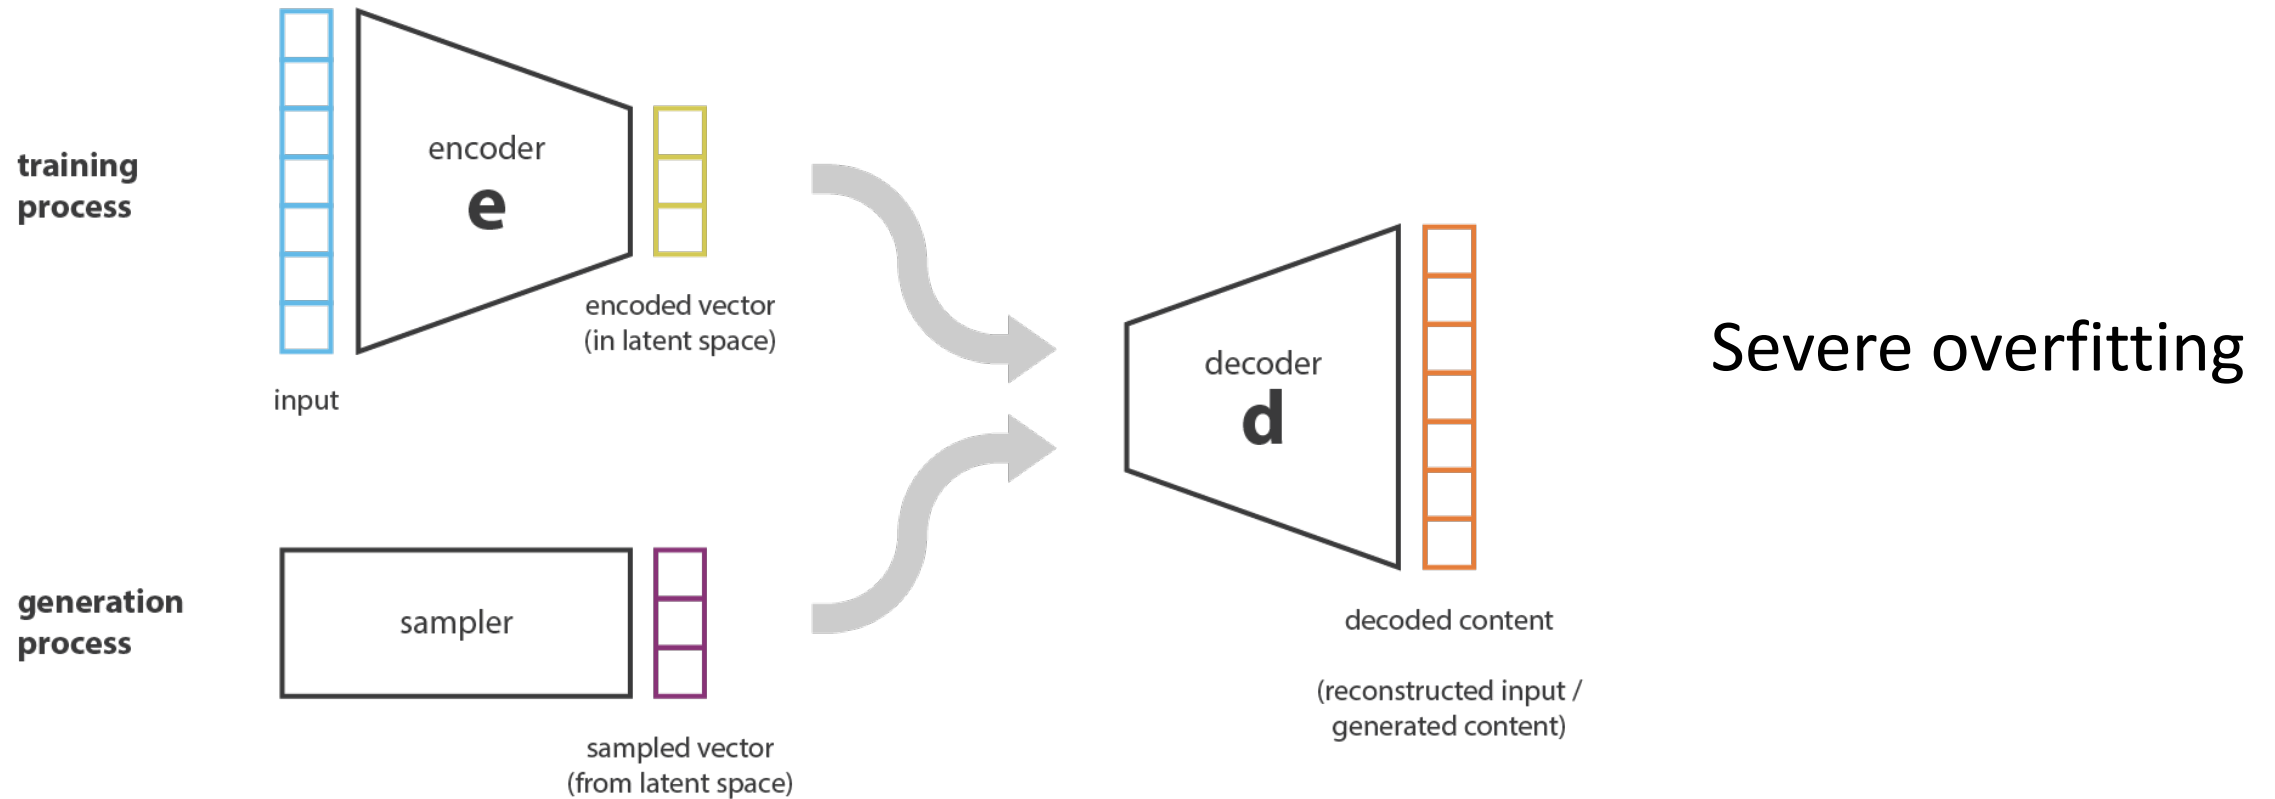 training
process
encoder
e
encoded vector
(in latent space)
input
decoder
d
Severe overfitting
generation
process
sampler
sampled vector
(from latent space)
decoded content
(reconstructed input /
generated content)